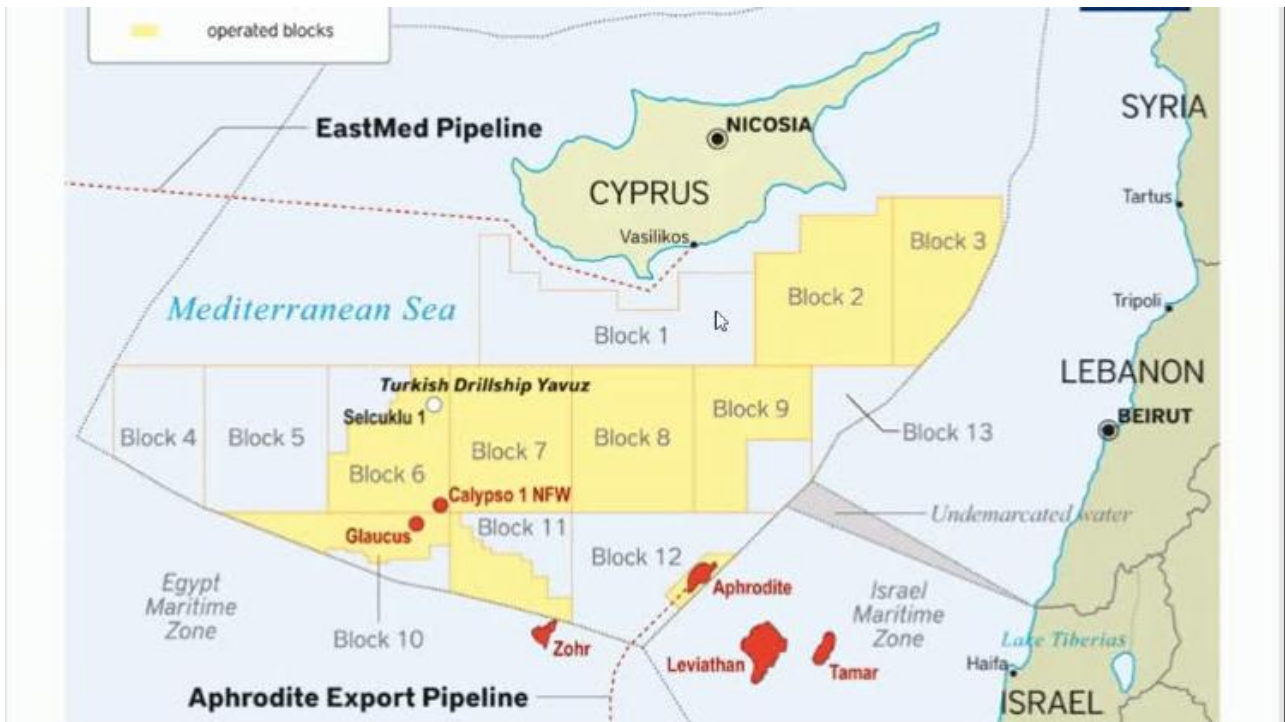 operated blocks
EastMed Pipeline
NICOSIA
SYRIA
CYPRUS
Tartus
Vasilikos
Block 3
Block 2
Mediterranean Sea
Tripoli
Block 1
LEBANON
Turkish Drillship Yavuz
Selcuklu 1
Block 9
BEIRUT
Block 4
Block 5
Block 8
Block 13
Block 7
Block 6
Calypso 1 NFW
Glaucus
Block 11
Undemarcated water
Block 12
Egypt
Maritime
Zone
Aphrodite
Israel
Maritime
Zone
Block 10
Zohr
Lake Tiberias
Leviathan
Tamar
Haifa
Aphrodite Export Pipeline
ISRAEL